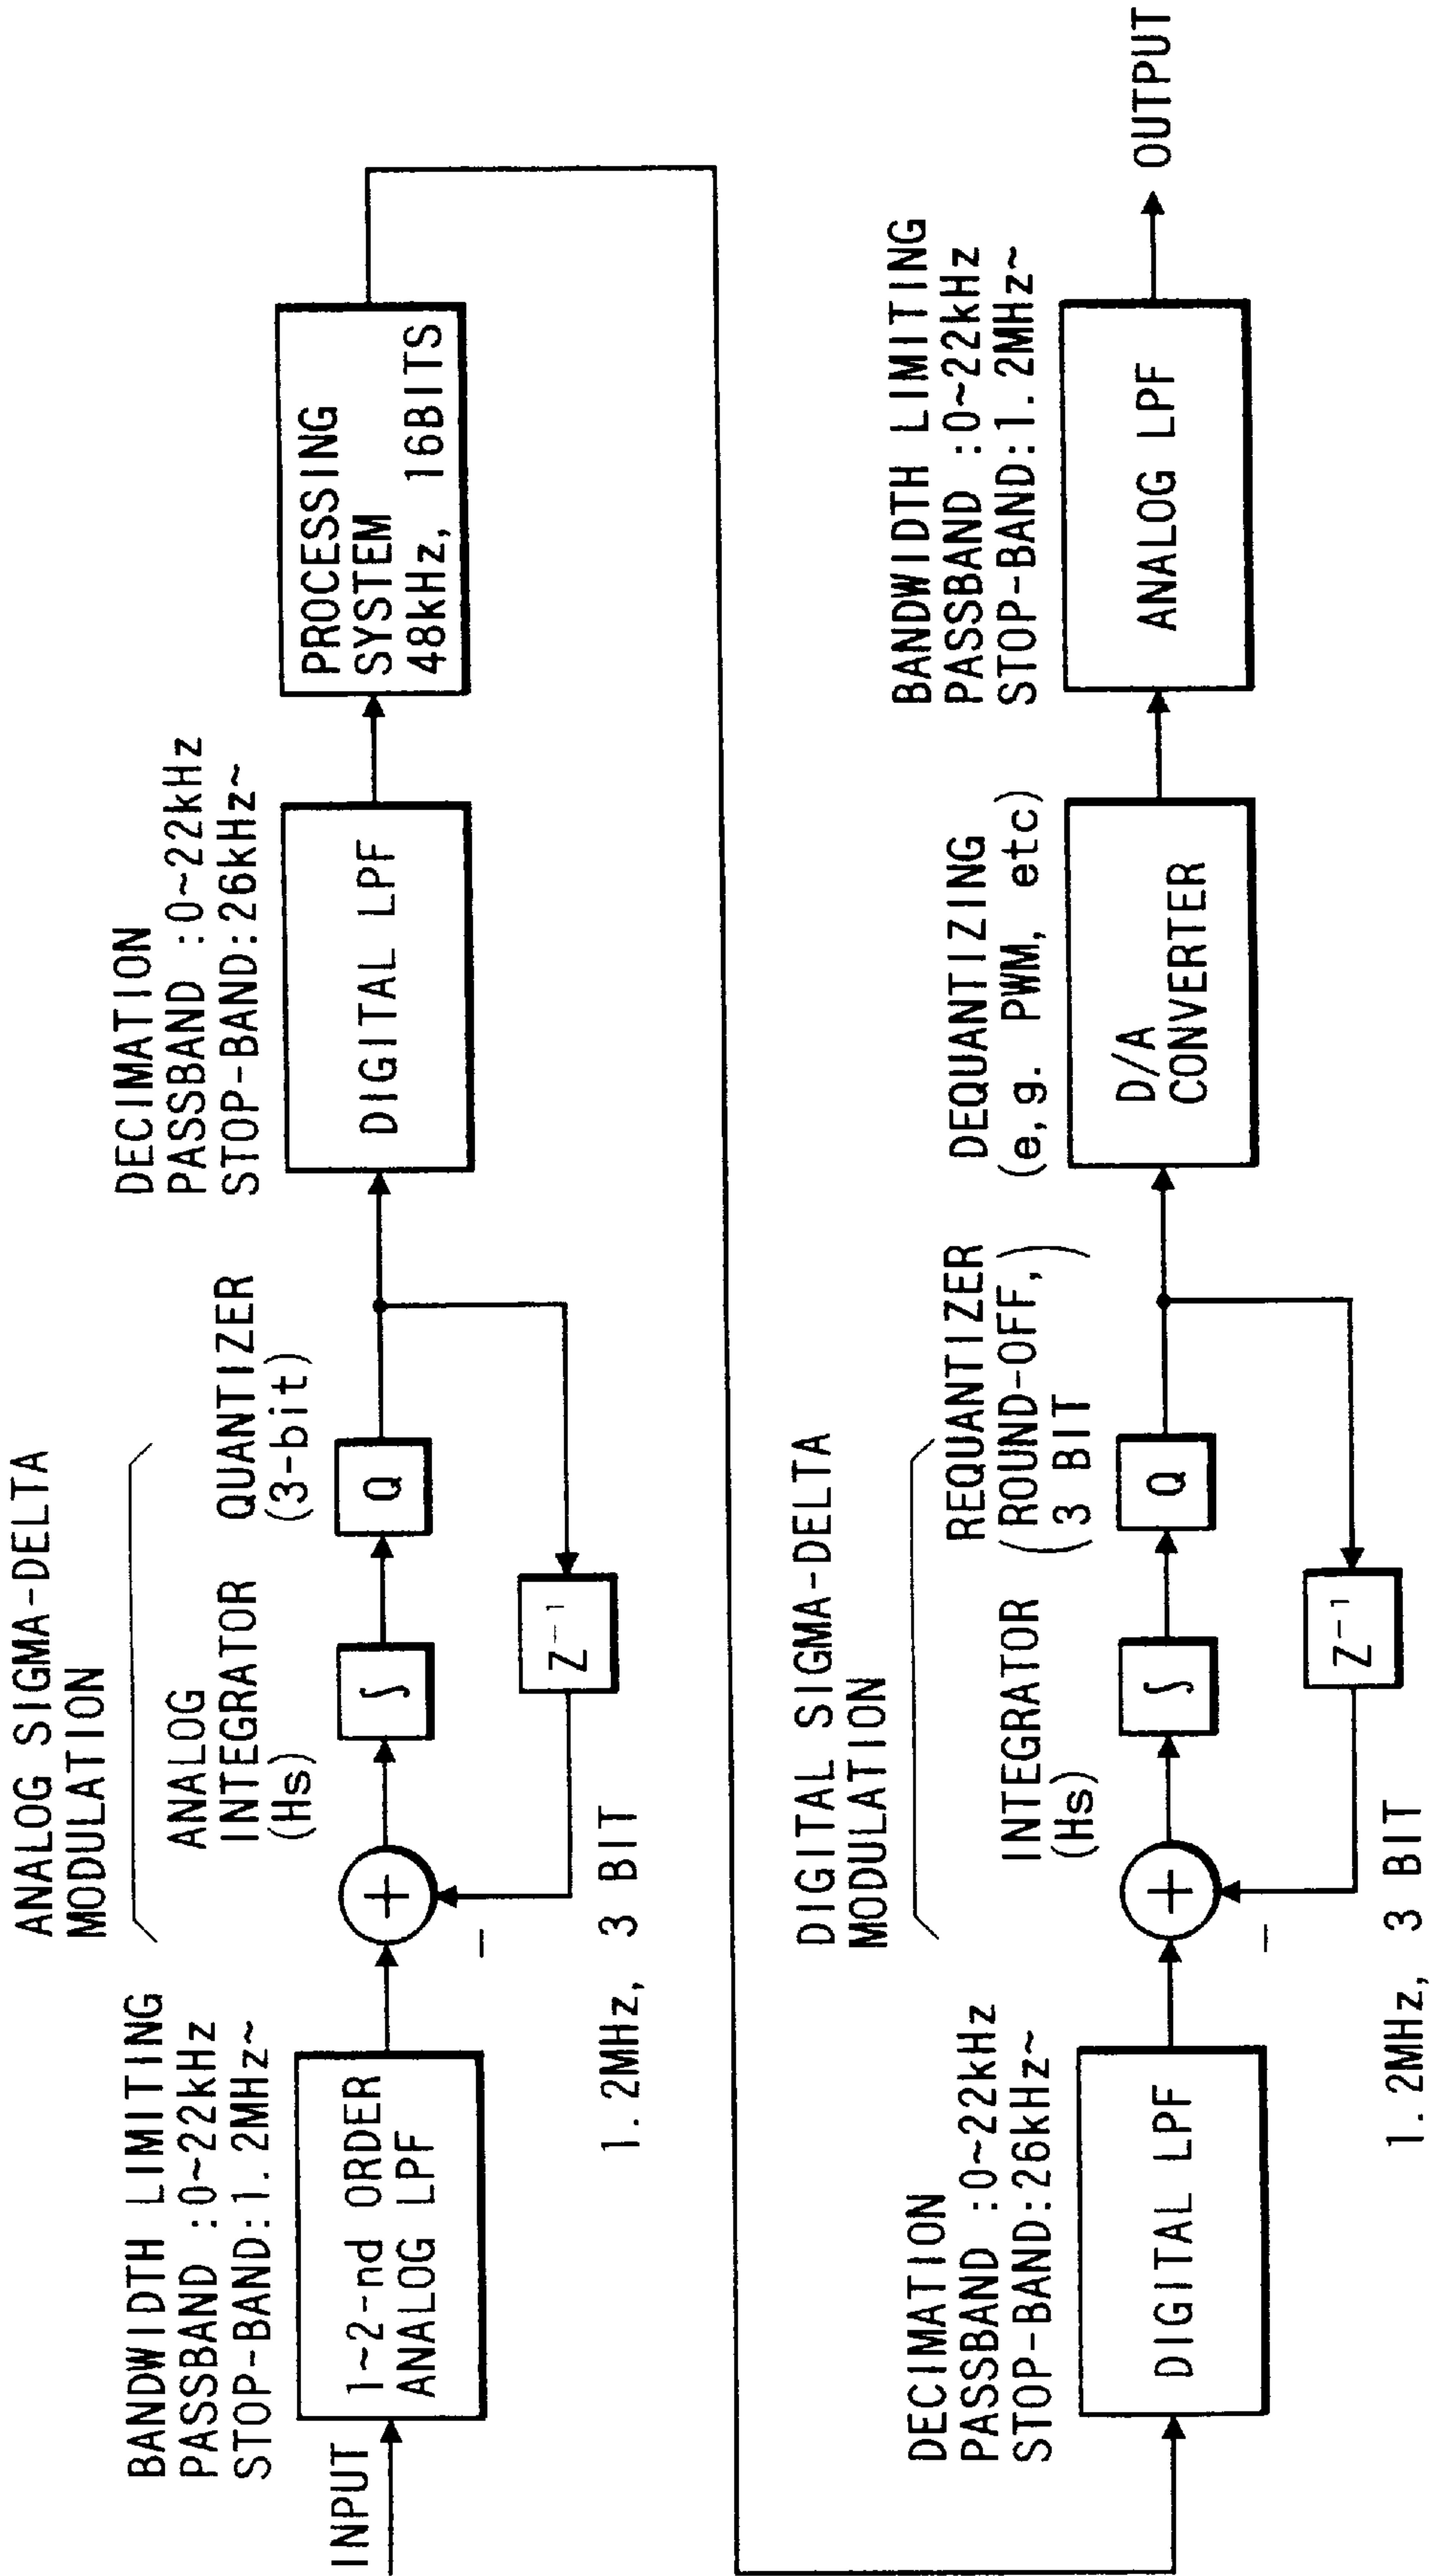 ANALOG SIGMA-DELTA
MODULATION
BANDWIDTH LIMITING
PASSBAND :0~22kHz
STOP-BAND:1.2MHz~
ANALOG
INTEGRATOR
(Hs)
QUANTIZER
(3-bit)
DECIMATION
PASSBAND :0~22kHz
STOP-BAND:26kHz~
INPUT
1~2-nd ORDER
ANALOG LPF
+
∫
Q
DIGITAL LPF
PROCESSING
SYSTEM
48kHz, 16BITS
−
Z⁻¹
1.2MHz, 3 BIT
DIGITAL SIGMA-DELTA
MODULATION
DECIMATION
PASSBAND :0~22kHz
STOP-BAND:26kHz~
INTEGRATOR
(Hs)
REQUANTIZER
(ROUND-OFF,)
3 BIT
DEQUANTIZING
(e,g. PWM, etc)
BANDWIDTH LIMITING
PASSBAND :0~22kHz
STOP-BAND:1.2MHz~
DIGITAL LPF
+
∫
Q
D/A
CONVERTER
ANALOG LPF
OUTPUT
−
Z⁻¹
1.2MHz, 3 BIT